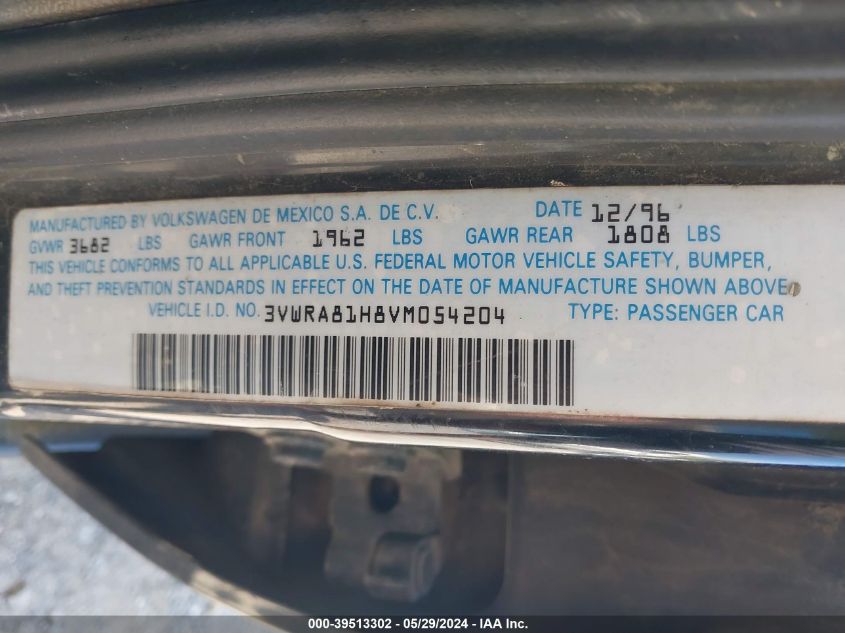 MANUFACTURED BY VOLKSWAGEN DE MEXICO S.A. DE C.V. DATE 12/96
GVWR 3682 LBS GAWR FRONT 1962 LBS GAWR REAR 1808 LBS
THIS VEHICLE CONFORMS TO ALL APPLICABLE U.S. FEDERAL MOTOR VEHICLE SAFETY, BUMPER,
AND THEFT PREVENTION STANDARDS IN EFFECT ON THE DATE OF MANUFACTURE SHOWN ABOVE
VEHICLE I.D. NO. 3VWRA81H8VM054204 TYPE: PASSENGER CAR
000-39513302 - 05/29/2024 - IAA Inc.